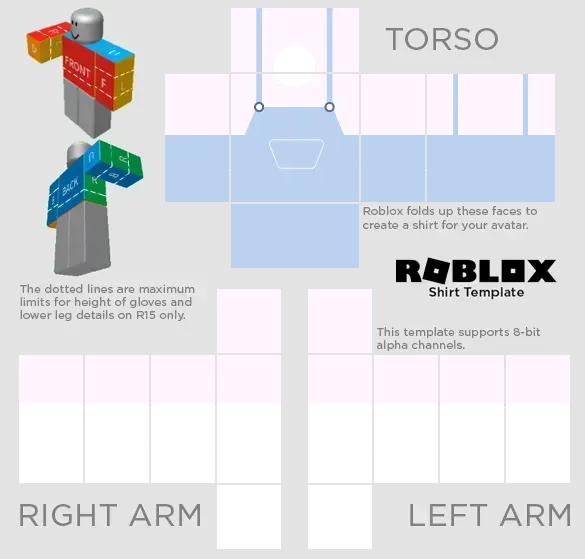 TORSO
FRONT
F
L
U
R
D
BACK
Roblox folds up these faces to
create a shirt for your avatar.
ROBLOX
Shirt Template
The dotted lines are maximum
limits for height of gloves and
lower leg details on R15 only.
This template supports 8-bit
alpha channels.
RIGHT ARM
LEFT ARM